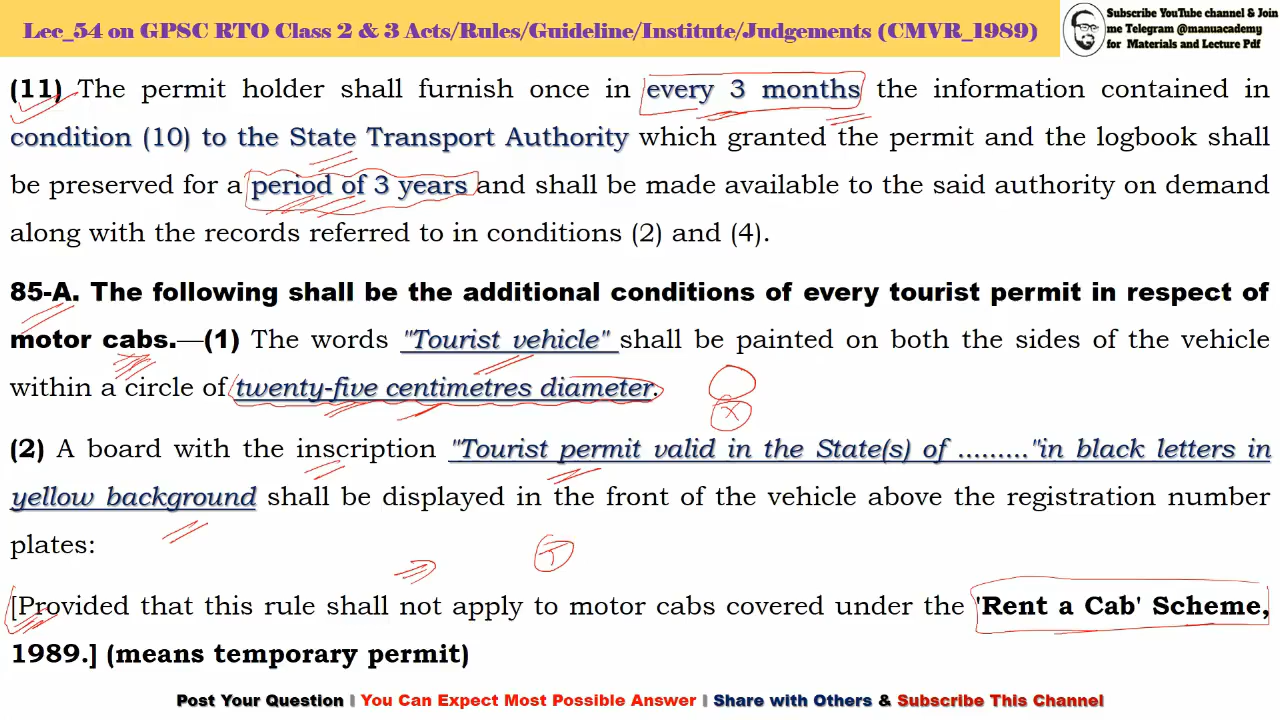 Lec_54 on GPSC RTO Class 2 & 3 Acts/Rules/Guideline/Institute/Judgements (CMVR_1989)
Subscribe YouTube channel & Join
me Telegram @manuacademy
for Materials and Lecture Pdf
(11) The permit holder shall furnish once in every 3 months the information contained in
condition (10) to the State Transport Authority which granted the permit and the logbook shall
be preserved for a period of 3 years and shall be made available to the said authority on demand
along with the records referred to in conditions (2) and (4).
85-A. The following shall be the additional conditions of every tourist permit in respect of
motor cabs.—(1) The words "Tourist vehicle" shall be painted on both the sides of the vehicle
within a circle of twenty-five centimetres diameter.
(2) A board with the inscription "Tourist permit valid in the State(s) of ........."in black letters in
yellow background shall be displayed in the front of the vehicle above the registration number
plates:
[Provided that this rule shall not apply to motor cabs covered under the 'Rent a Cab' Scheme,
1989.] (means temporary permit)
Post Your Question | You Can Expect Most Possible Answer | Share with Others & Subscribe This Channel